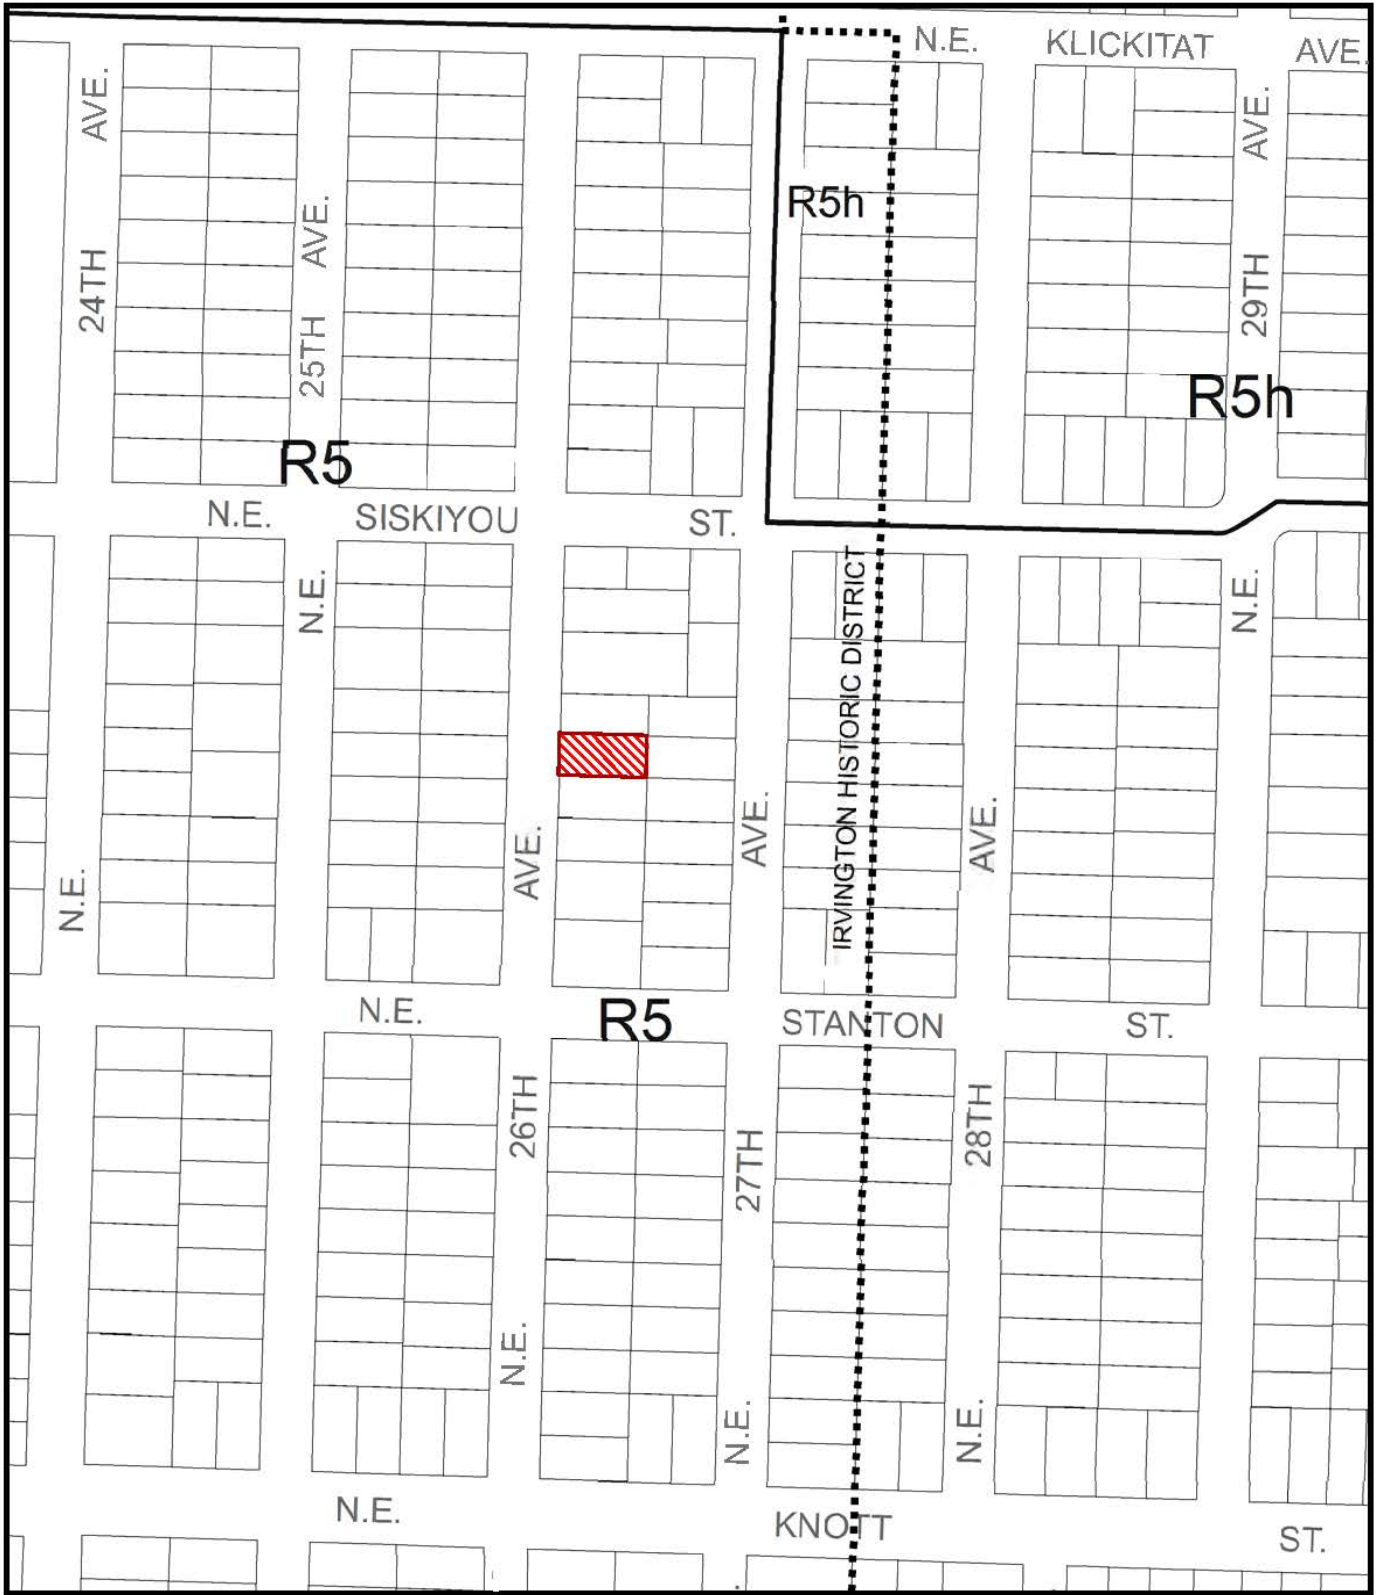 N.E. KLICKITAT AVE.
24TH AVE.
25TH AVE.
29TH AVE.
R5h
R5h
R5
N.E. SISKIYOU ST.
N.E.
N.E.
IRVINGTON HISTORIC DISTRICT
AVE.
AVE.
AVE.
N.E.
N.E. STANTON ST.
R5
26TH
27TH
28TH
N.E.
N.E.
N.E.
N.E. KNOTT ST.